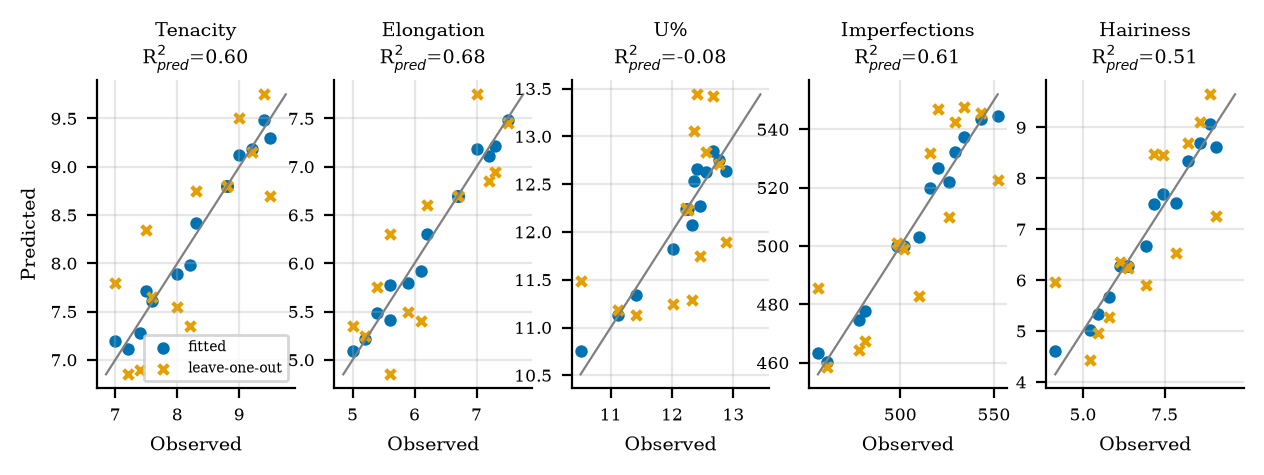 Tenacity
R²pred=0.60
Elongation
R²pred=0.68
U%
R²pred=-0.08
Imperfections
R²pred=0.61
Hairiness
R²pred=0.51
Predicted
9.5
9.0
8.5
8.0
7.5
7.0
7 8 9
Observed
fitted
leave-one-out
7.5
7.0
6.5
6.0
5.5
5.0
5 6 7
Observed
13.5
13.0
12.5
12.0
11.5
11.0
10.5
11 12 13
Observed
540
520
500
480
460
500 550
Observed
9
8
7
6
5
4
5.0 7.5
Observed